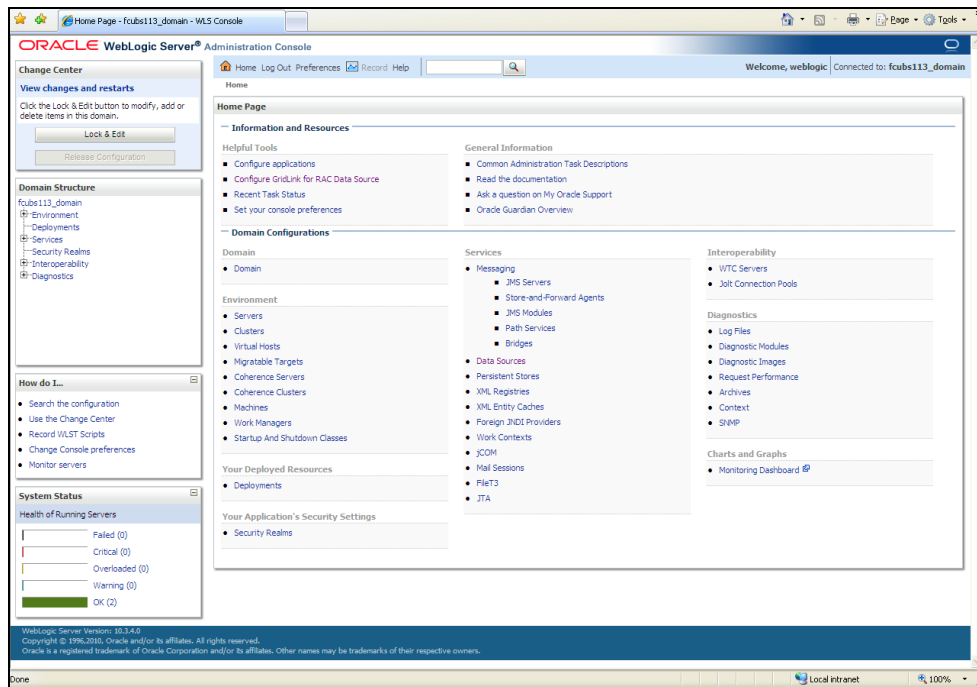 Home Page - fcubs113_domain - WLS Console
Page
Tools
ORACLE WebLogic Server® Administration Console
Change Center
View changes and restarts
Click the Lock & Edit button to modify, add or
delete items in this domain.
Lock & Edit
Release Configuration
Domain Structure
fcubs113_domain
Environment
Deployments
Services
Security Realms
Interoperability
Diagnostics
How do I...
Search the configuration
Use the Change Center
Record WLST Scripts
Change Console preferences
Monitor servers
System Status
Health of Running Servers
Failed (0)
Critical (0)
Overloaded (0)
Warning (0)
OK (2)
Home Log Out Preferences Record Help
Welcome, weblogic Connected to: fcubs113_domain
Home
Home Page
Information and Resources
Helpful Tools
Configure applications
Configure GridLink for RAC Data Source
Recent Task Status
Set your console preferences
General Information
Common Administration Task Descriptions
Read the documentation
Ask a question on My Oracle Support
Oracle Guardian Overview
Domain Configurations
Domain
Domain
Environment
Servers
Clusters
Virtual Hosts
Migratable Targets
Coherence Servers
Coherence Clusters
Machines
Work Managers
Startup And Shutdown Classes
Your Deployed Resources
Deployments
Your Application's Security Settings
Security Realms
Services
Messaging
JMS Servers
Store-and-Forward Agents
JMS Modules
Path Services
Bridges
Data Sources
Persistent Stores
XML Registries
XML Entity Caches
Foreign JNDI Providers
Work Contexts
jCOM
Mail Sessions
FileT3
JTA
Interoperability
WTC Servers
Jolt Connection Pools
Diagnostics
Log Files
Diagnostic Modules
Diagnostic Images
Request Performance
Archives
Context
SNMP
Charts and Graphs
Monitoring Dashboard
WebLogic Server Version: 10.3.4.0
Copyright © 1996,2010, Oracle and/or its affiliates. All rights reserved.
Oracle is a registered trademark of Oracle Corporation and/or its affiliates. Other names may be trademarks of their respective owners.
Done
Local intranet
100%